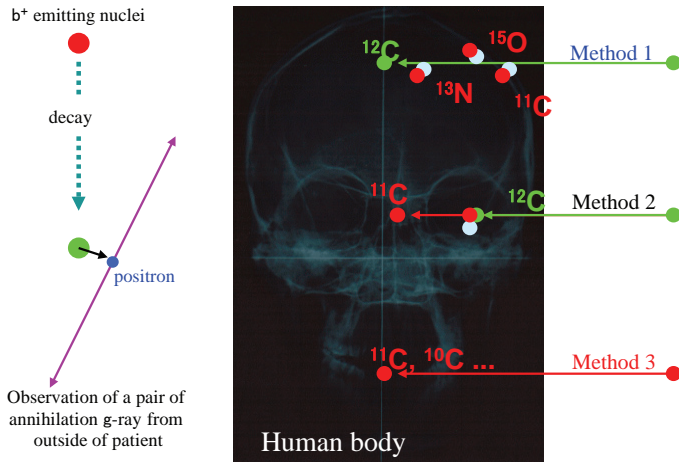 b⁺ emitting nuclei
decay
positron
Observation of a pair of
annihilation g-ray from
outside of patient
¹²C
¹⁵O
Method 1
¹³N
¹¹C
¹¹C
¹²C
Method 2
¹¹C, ¹⁰C ...
Method 3
Human body